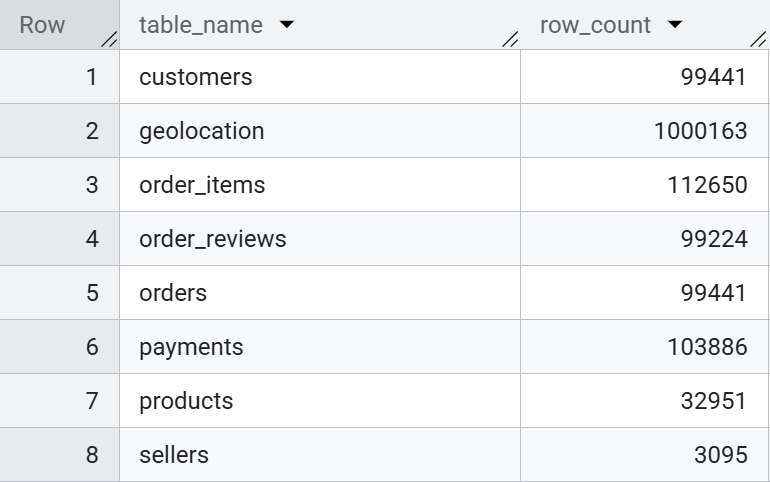 Row table_name row_count
1 customers 99441
2 geolocation 1000163
3 order_items 112650
4 order_reviews 99224
5 orders 99441
6 payments 103886
7 products 32951
8 sellers 3095